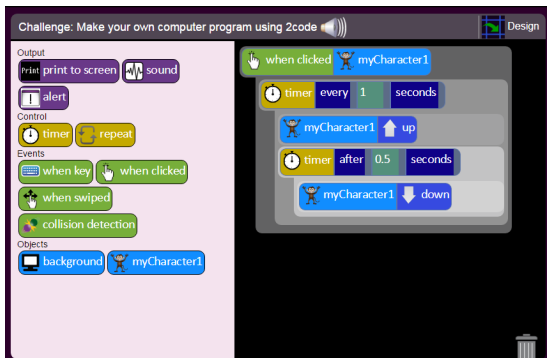 Challenge: Make your own computer program using 2code
Design
Output
Print print to screen
sound
! alert
Control
timer
repeat
Events
when key
when clicked
when swiped
collision detection
Objects
background
myCharacter1
when clicked myCharacter1
timer every 1 seconds
myCharacter1 up
timer after 0.5 seconds
myCharacter1 down